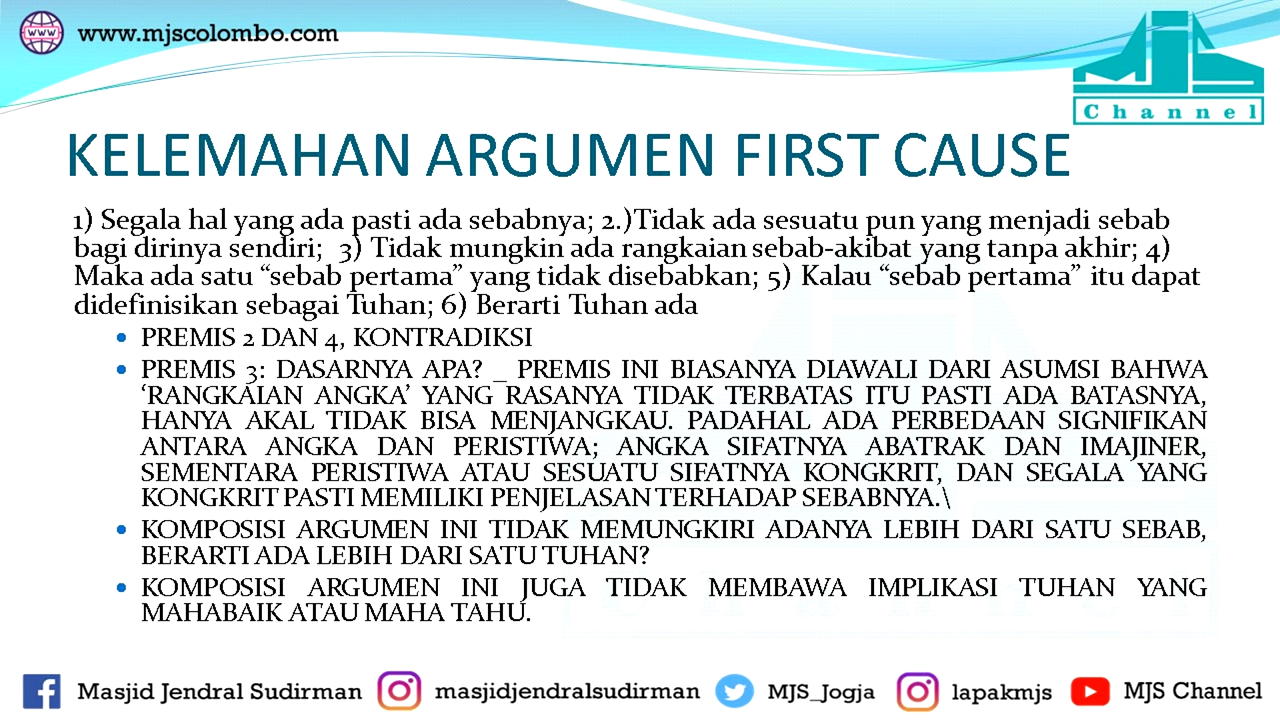 www.mjscolombo.com
MJS
Channel
KELEMAHAN ARGUMEN FIRST CAUSE
1) Segala hal yang ada pasti ada sebabnya; 2.)Tidak ada sesuatu pun yang menjadi sebab
bagi dirinya sendiri; 3) Tidak mungkin ada rangkaian sebab-akibat yang tanpa akhir; 4)
Maka ada satu “sebab pertama” yang tidak disebabkan; 5) Kalau “sebab pertama” itu dapat
didefinisikan sebagai Tuhan; 6) Berarti Tuhan ada
• PREMIS 2 DAN 4, KONTRADIKSI
• PREMIS 3: DASARNYA APA? _ PREMIS INI BIASANYA DIAWALI DARI ASUMSI BAHWA
‘RANGKAIAN ANGKA’ YANG RASANYA TIDAK TERBATAS ITU PASTI ADA BATASNYA,
HANYA AKAL TIDAK BISA MENJANGKAU. PADAHAL ADA PERBEDAAN SIGNIFIKAN
ANTARA ANGKA DAN PERISTIWA; ANGKA SIFATNYA ABATRAK DAN IMAJINER,
SEMENTARA PERISTIWA ATAU SESUATU SIFATNYA KONGKRIT, DAN SEGALA YANG
KONGKRIT PASTI MEMILIKI PENJELASAN TERHADAP SEBABNYA.\
• KOMPOSISI ARGUMEN INI TIDAK MEMUNGKIRI ADANYA LEBIH DARI SATU SEBAB,
BERARTI ADA LEBIH DARI SATU TUHAN?
• KOMPOSISI ARGUMEN INI JUGA TIDAK MEMBAWA IMPLIKASI TUHAN YANG
MAHABAIK ATAU MAHA TAHU.
Masjid Jendral Sudirman masjidjendralsudirman MJS_Jogja lapakmjs MJS Channel